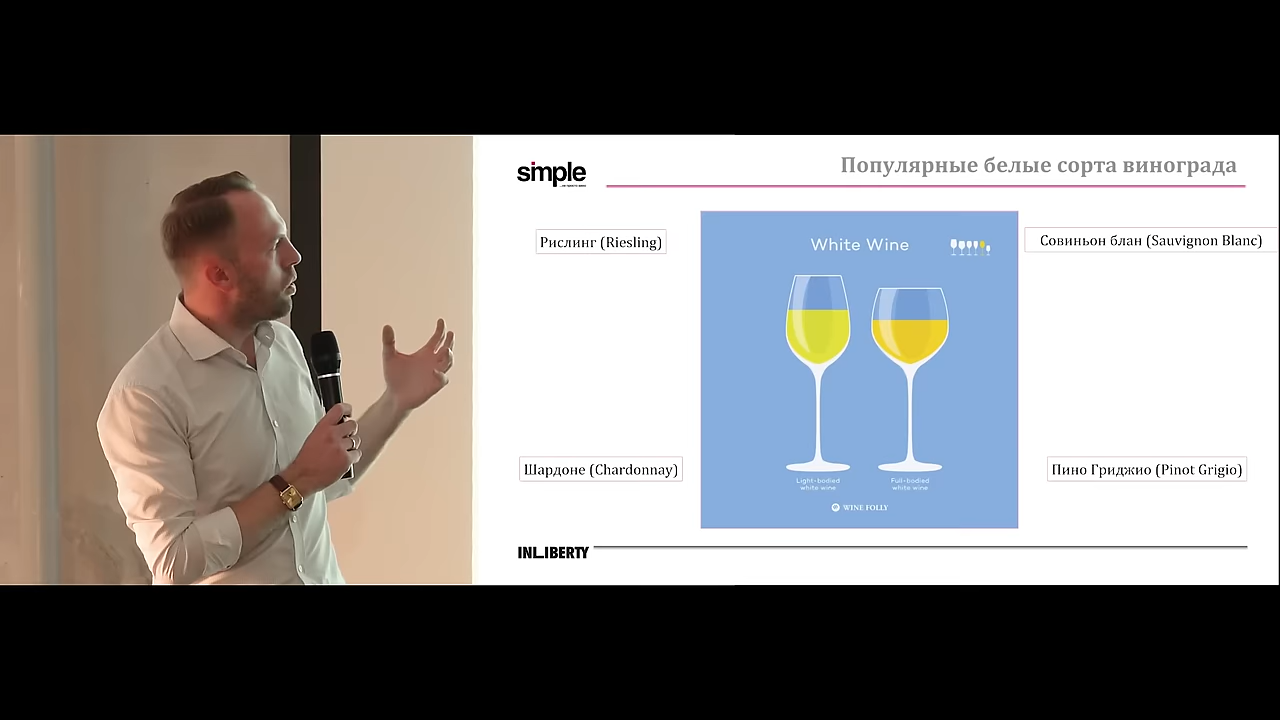 simple
Популярные белые сорта винограда
Рислинг (Riesling)
White Wine
Совиньон блан (Sauvignon Blanc)
Шардоне (Chardonnay)
Light-bodied
white wine
Full-bodied
white wine
Пино Гриджио (Pinot Grigio)
WINE FOLLY
INLIBERTY